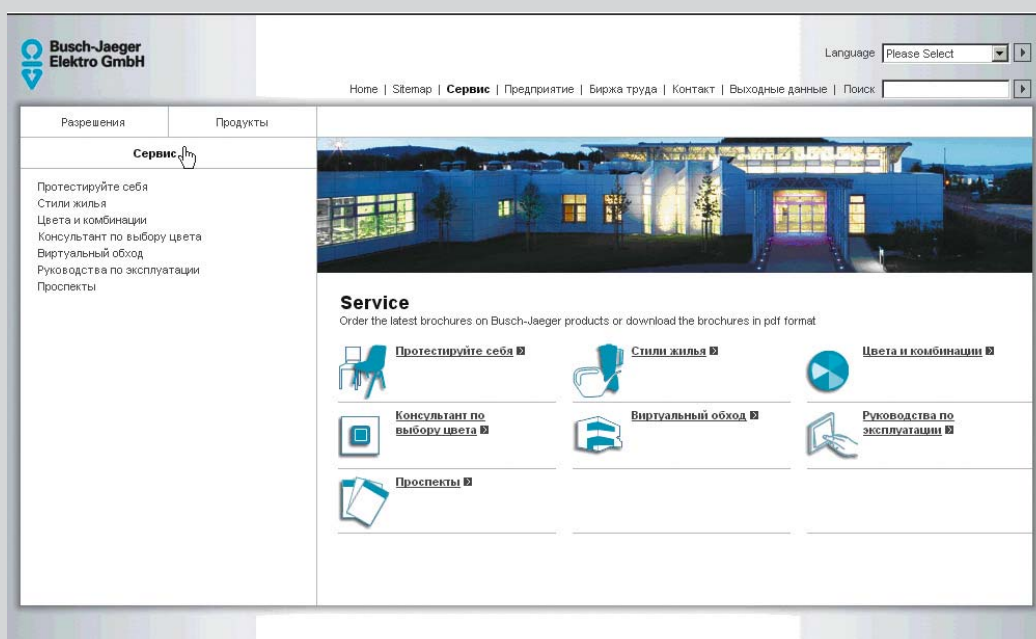 Busch-Jaeger
Elektro GmbH
Language Please Select
Home | Sitemap | Сервис | Предприятие | Биржа труда | Контакт | Выходные данные | Поиск
Разрешения Продукты
Сервис
Протестируйте себя
Стили жилья
Цвета и комбинации
Консультант по выбору цвета
Виртуальный обход
Руководства по эксплуатации
Проспекты
Service
Order the latest brochures on Busch-Jaeger products or download the brochures in pdf format
Протестируйте себя
Стили жилья
Цвета и комбинации
Консультант по
выбору цвета
Виртуальный обход
Руководства по
эксплуатации
Проспекты